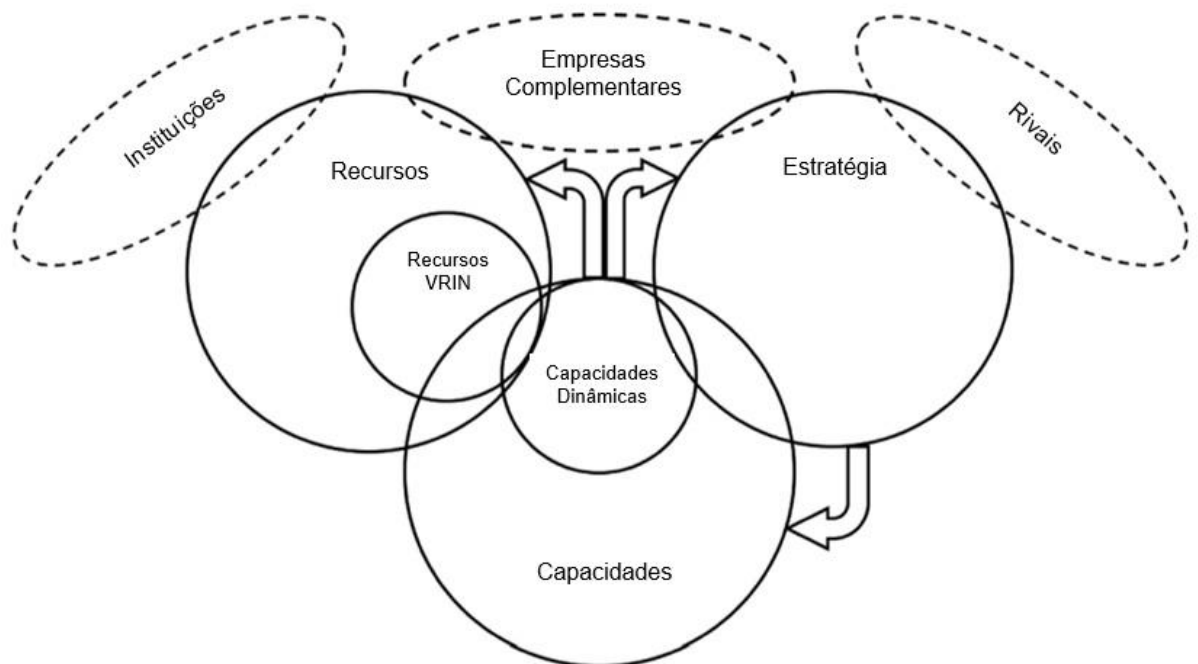 Instituições
Empresas
Complementares
Rivais
Recursos
Estratégia
Recursos
VRIN
Capacidades
Dinâmicas
Capacidades